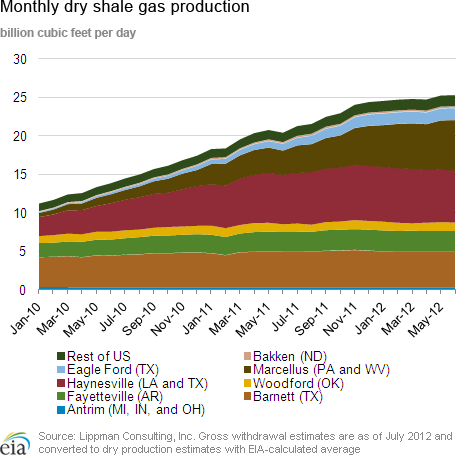 Monthly dry shale gas production
billion cubic feet per day
30
25
20
15
10
5
0
Jan-10
Mar-10
May-10
Jul-10
Sep-10
Nov-10
Jan-11
Mar-11
May-11
Jul-11
Sep-11
Nov-11
Jan-12
Mar-12
May-12
Rest of US
Bakken (ND)
Eagle Ford (TX)
Marcellus (PA and WV)
Haynesville (LA and TX)
Woodford (OK)
Fayetteville (AR)
Barnett (TX)
Antrim (MI, IN, and OH)
eia
Source: Lippman Consulting, Inc. Gross withdrawal estimates are as of July 2012 and
converted to dry production estimates with EIA-calculated average